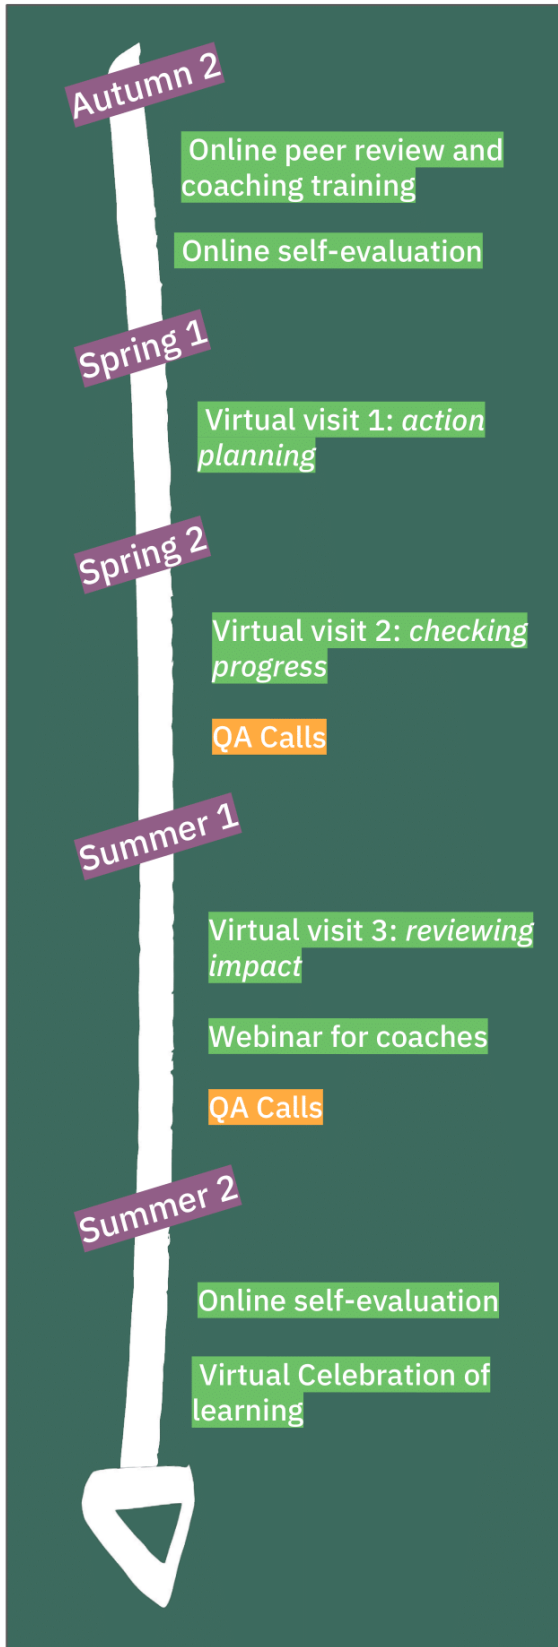 Autumn 2
Online peer review and
coaching training
Online self-evaluation
Spring 1
Virtual visit 1: action
planning
Spring 2
Virtual visit 2: checking
progress
QA Calls
Summer 1
Virtual visit 3: reviewing
impact
Webinar for coaches
QA Calls
Summer 2
Online self-evaluation
Virtual Celebration of
learning